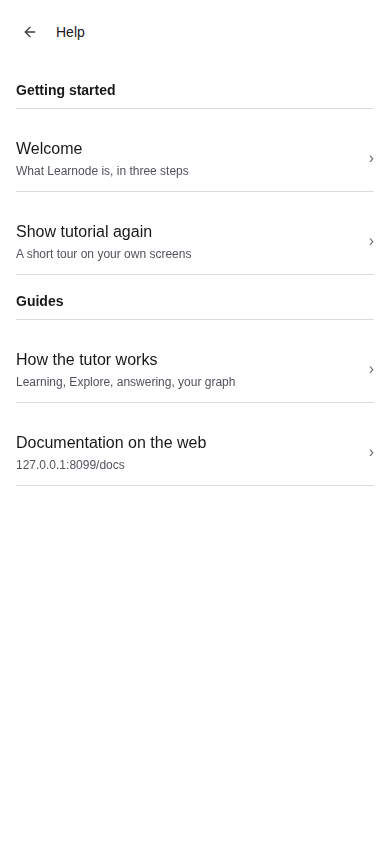 Help
Getting started
Welcome
What Learnode is, in three steps
Show tutorial again
A short tour on your own screens
Guides
How the tutor works
Learning, Explore, answering, your graph
Documentation on the web
127.0.0.1:8099/docs